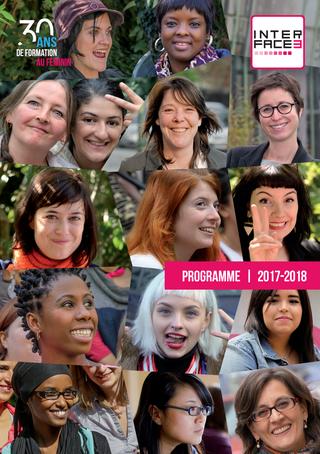 30
ANS
DE FORMATION
AU FÉMININ
INTER
FACE3
PROGRAMME | 2017-2018